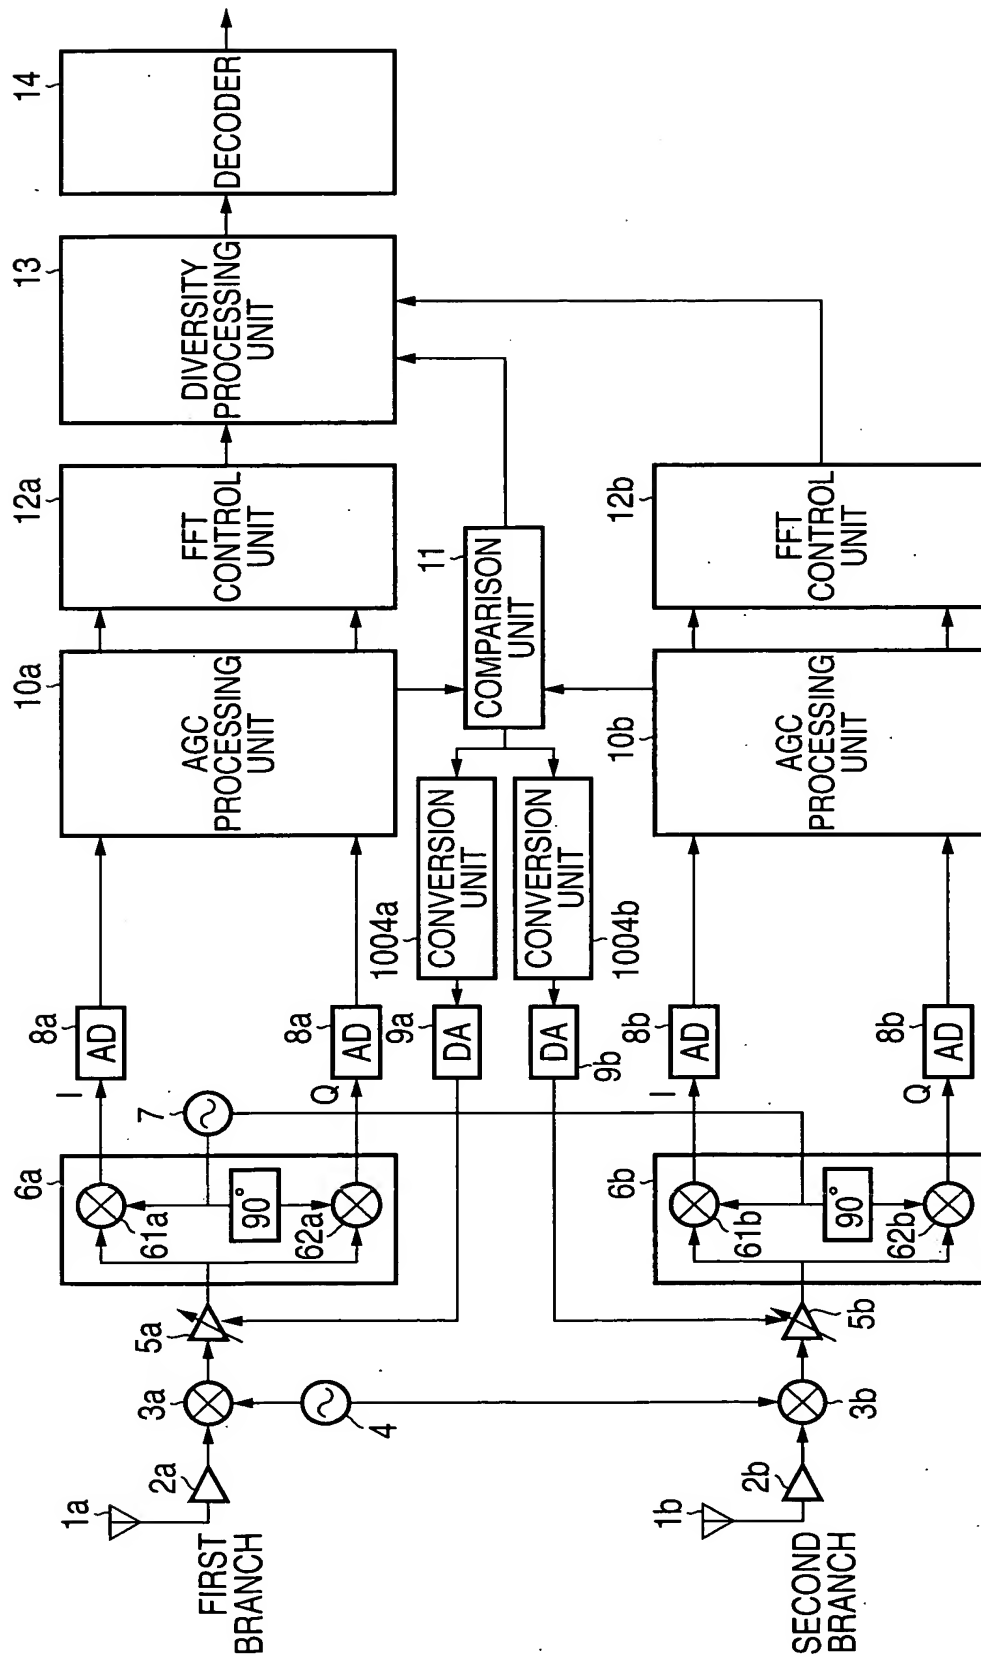 1a
2a
3a
4
5a
6a
61a
90°
62a
7
I
Q
8a
AD
8a
AD
9a
DA
10a
AGC
PROCESSING
UNIT
1004a
CONVERSION
UNIT
11
COMPARISON
UNIT
12a
FFT
CONTROL
UNIT
13
DIVERSITY
PROCESSING
UNIT
14
DECODER
FIRST
BRANCH
1b
2b
3b
5b
6b
61b
90°
62b
I
Q
8b
AD
8b
AD
DA
9b
CONVERSION
UNIT
1004b
10b
AGC
PROCESSING
UNIT
12b
FFT
CONTROL
UNIT
SECOND
BRANCH